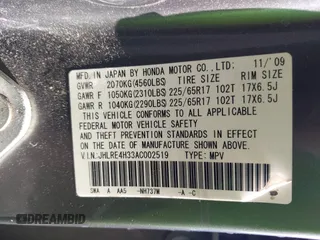 MFD. IN JAPAN BY HONDA MOTOR CO.,LTD. 11/'09
GVWR 2070KG(4560LBS) TIRE SIZE RIM SIZE
GAWR F 1050KG(2310LBS) 225/65R17 102T 17X6.5J
GAWR R 1040KG(2290LBS) 225/65R17 102T 17X6.5J
THIS VEHICLE CONFORMS TO ALL APPLICABLE
FEDERAL MOTOR VEHICLE SAFETY, BUMPER,
AND THEFT PREVENTION STANDARDS IN EFFECT
ON THE DATE OF MANUFACTURE SHOWN ABOVE.
V.I.N.:JHLRE4H33AC002519 TYPE: MPV
A AAS -NH737M -A -C
DREAMBID